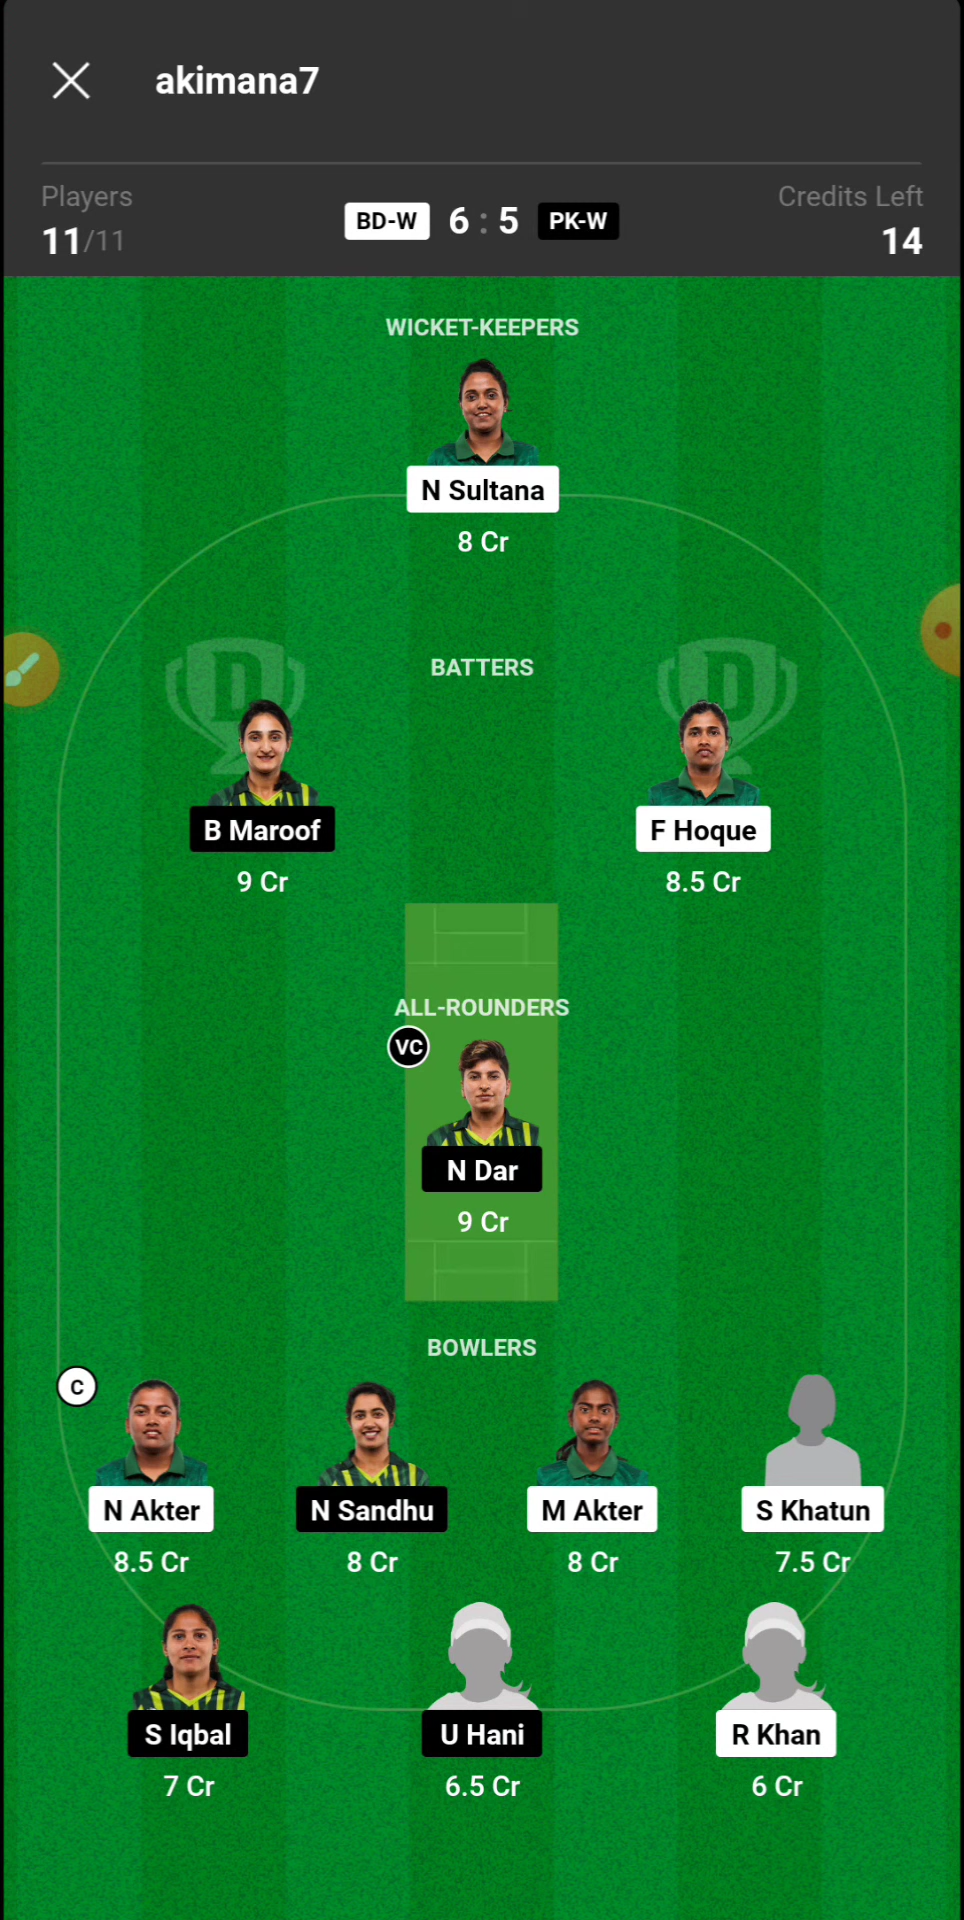 akimana7
Players
Credits Left
11/11
BD-W 6 : 5 PK-W
14
WICKET-KEEPERS
N Sultana
8 Cr
BATTERS
B Maroof
F Hoque
9 Cr
8.5 Cr
ALL-ROUNDERS
VC
N Dar
9 Cr
BOWLERS
C
N Akter
N Sandhu
M Akter
S Khatun
8.5 Cr
8 Cr
8 Cr
7.5 Cr
S Iqbal
U Hani
R Khan
7 Cr
6.5 Cr
6 Cr